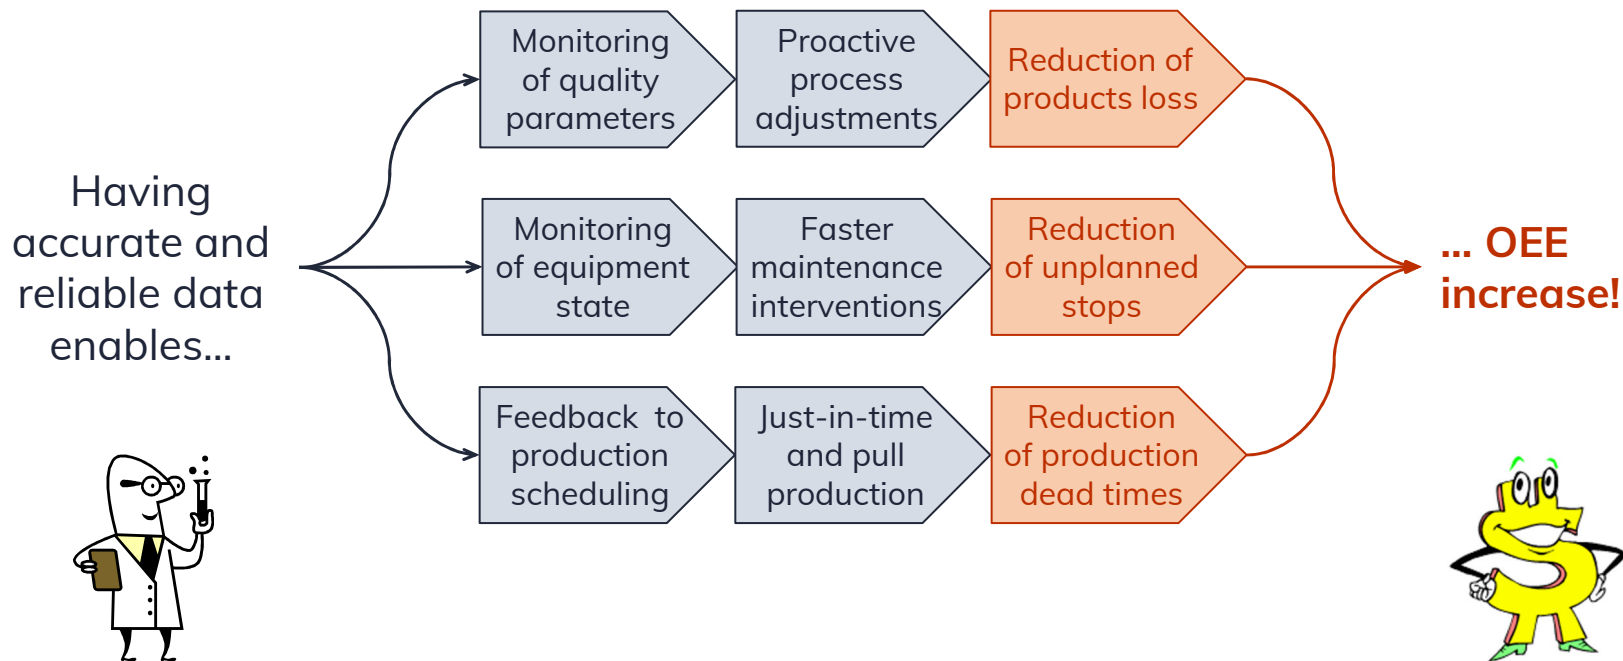 Having
accurate and
reliable data
enables...
Monitoring
of quality
parameters
Proactive
process
adjustments
Reduction of
products loss
Monitoring
of equipment
state
Faster
maintenance
interventions
Reduction
of unplanned
stops
Feedback to
production
scheduling
Just-in-time
and pull
production
Reduction
of production
dead times
... OEE
increase!